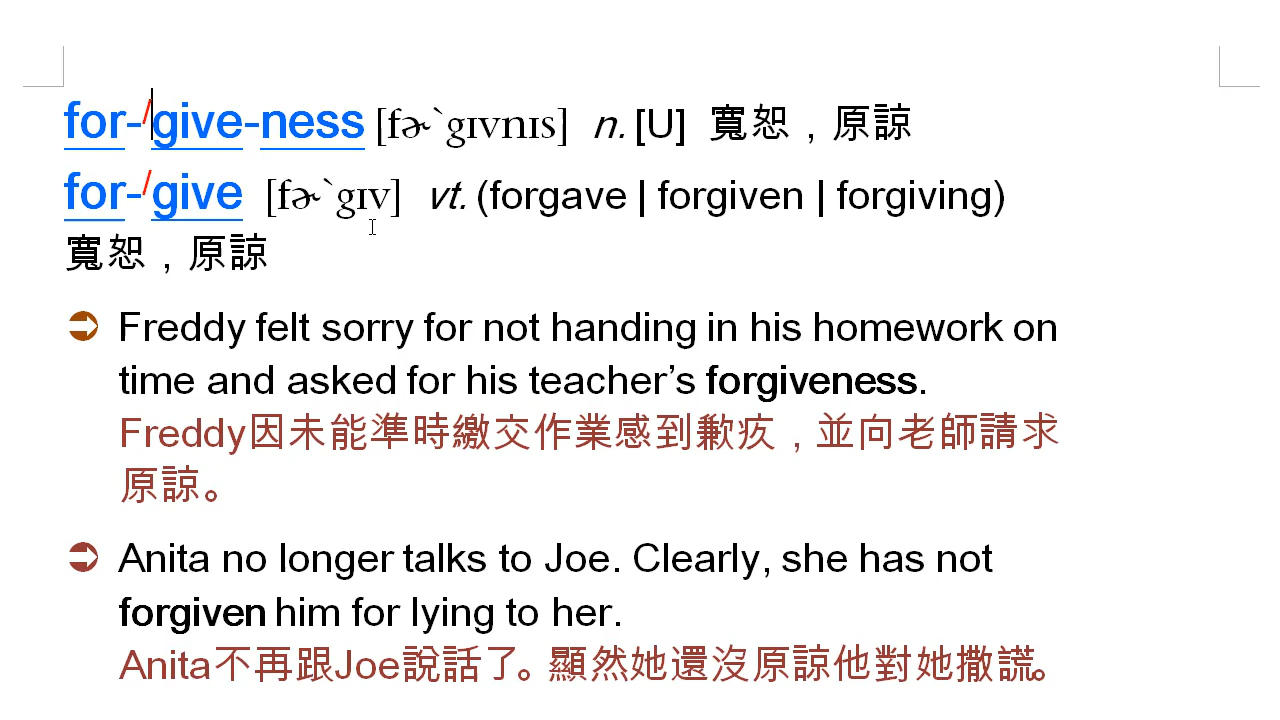 for-/give-ness [fɚˋgɪvnɪs] n. [U] 寬恕，原諒
for-/give [fɚˋgɪv] vt. (forgave | forgiven | forgiving)
寬恕，原諒
Freddy felt sorry for not handing in his homework on
time and asked for his teacher’s forgiveness.
Freddy因未能準時繳交作業感到歉疚，並向老師請求
原諒。
Anita no longer talks to Joe. Clearly, she has not
forgiven him for lying to her.
Anita不再跟Joe說話了。顯然她還沒原諒他對她撒謊。